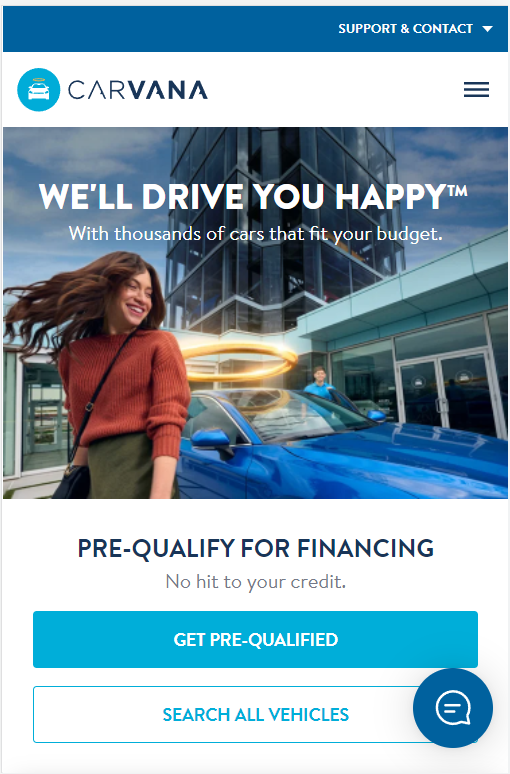 SUPPORT & CONTACT
CARVANA
WE'LL DRIVE YOU HAPPY™
With thousands of cars that fit your budget.
PRE-QUALIFY FOR FINANCING
No hit to your credit.
GET PRE-QUALIFIED
SEARCH ALL VEHICLES